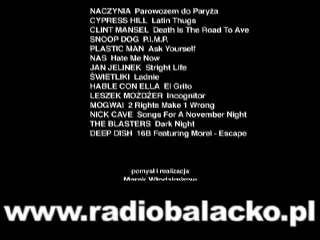 NACZYNIA Parowozem do Paryża
CYPRESS HILL Latin Thugs
CLINT MANSEL Death Is The Road To Awe
SNOOP DOG P.I.M.P.
PLASTIC MAN Ask Yourself
NAS Hate Me Now
JAN JELINEK Stright Life
ŚWIETLIKI Ładnie
HABLE CON ELLA El Grito
LESZEK MOŻDŻER Incognitor
MOGWAI 2 Rights Make 1 Wrong
NICK CAVE Songs For A November Night
THE BLASTERS Dark Night
DEEP DISH 16B Featuring Morel - Escape
pomysł i realizacja
www.radiobalacko.pl